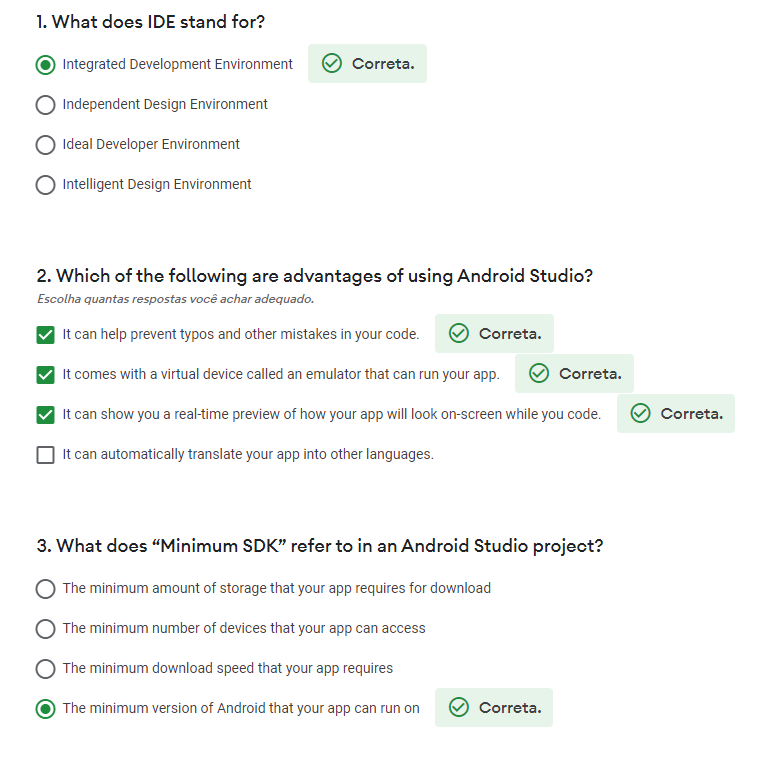 1. What does IDE stand for?
Integrated Development Environment Correta.
Independent Design Environment
Ideal Developer Environment
Intelligent Design Environment
2. Which of the following are advantages of using Android Studio?
Escolha quantas respostas você achar adequado.
It can help prevent typos and other mistakes in your code. Correta.
It comes with a virtual device called an emulator that can run your app. Correta.
It can show you a real-time preview of how your app will look on-screen while you code. Correta.
It can automatically translate your app into other languages.
3. What does “Minimum SDK” refer to in an Android Studio project?
The minimum amount of storage that your app requires for download
The minimum number of devices that your app can access
The minimum download speed that your app requires
The minimum version of Android that your app can run on Correta.